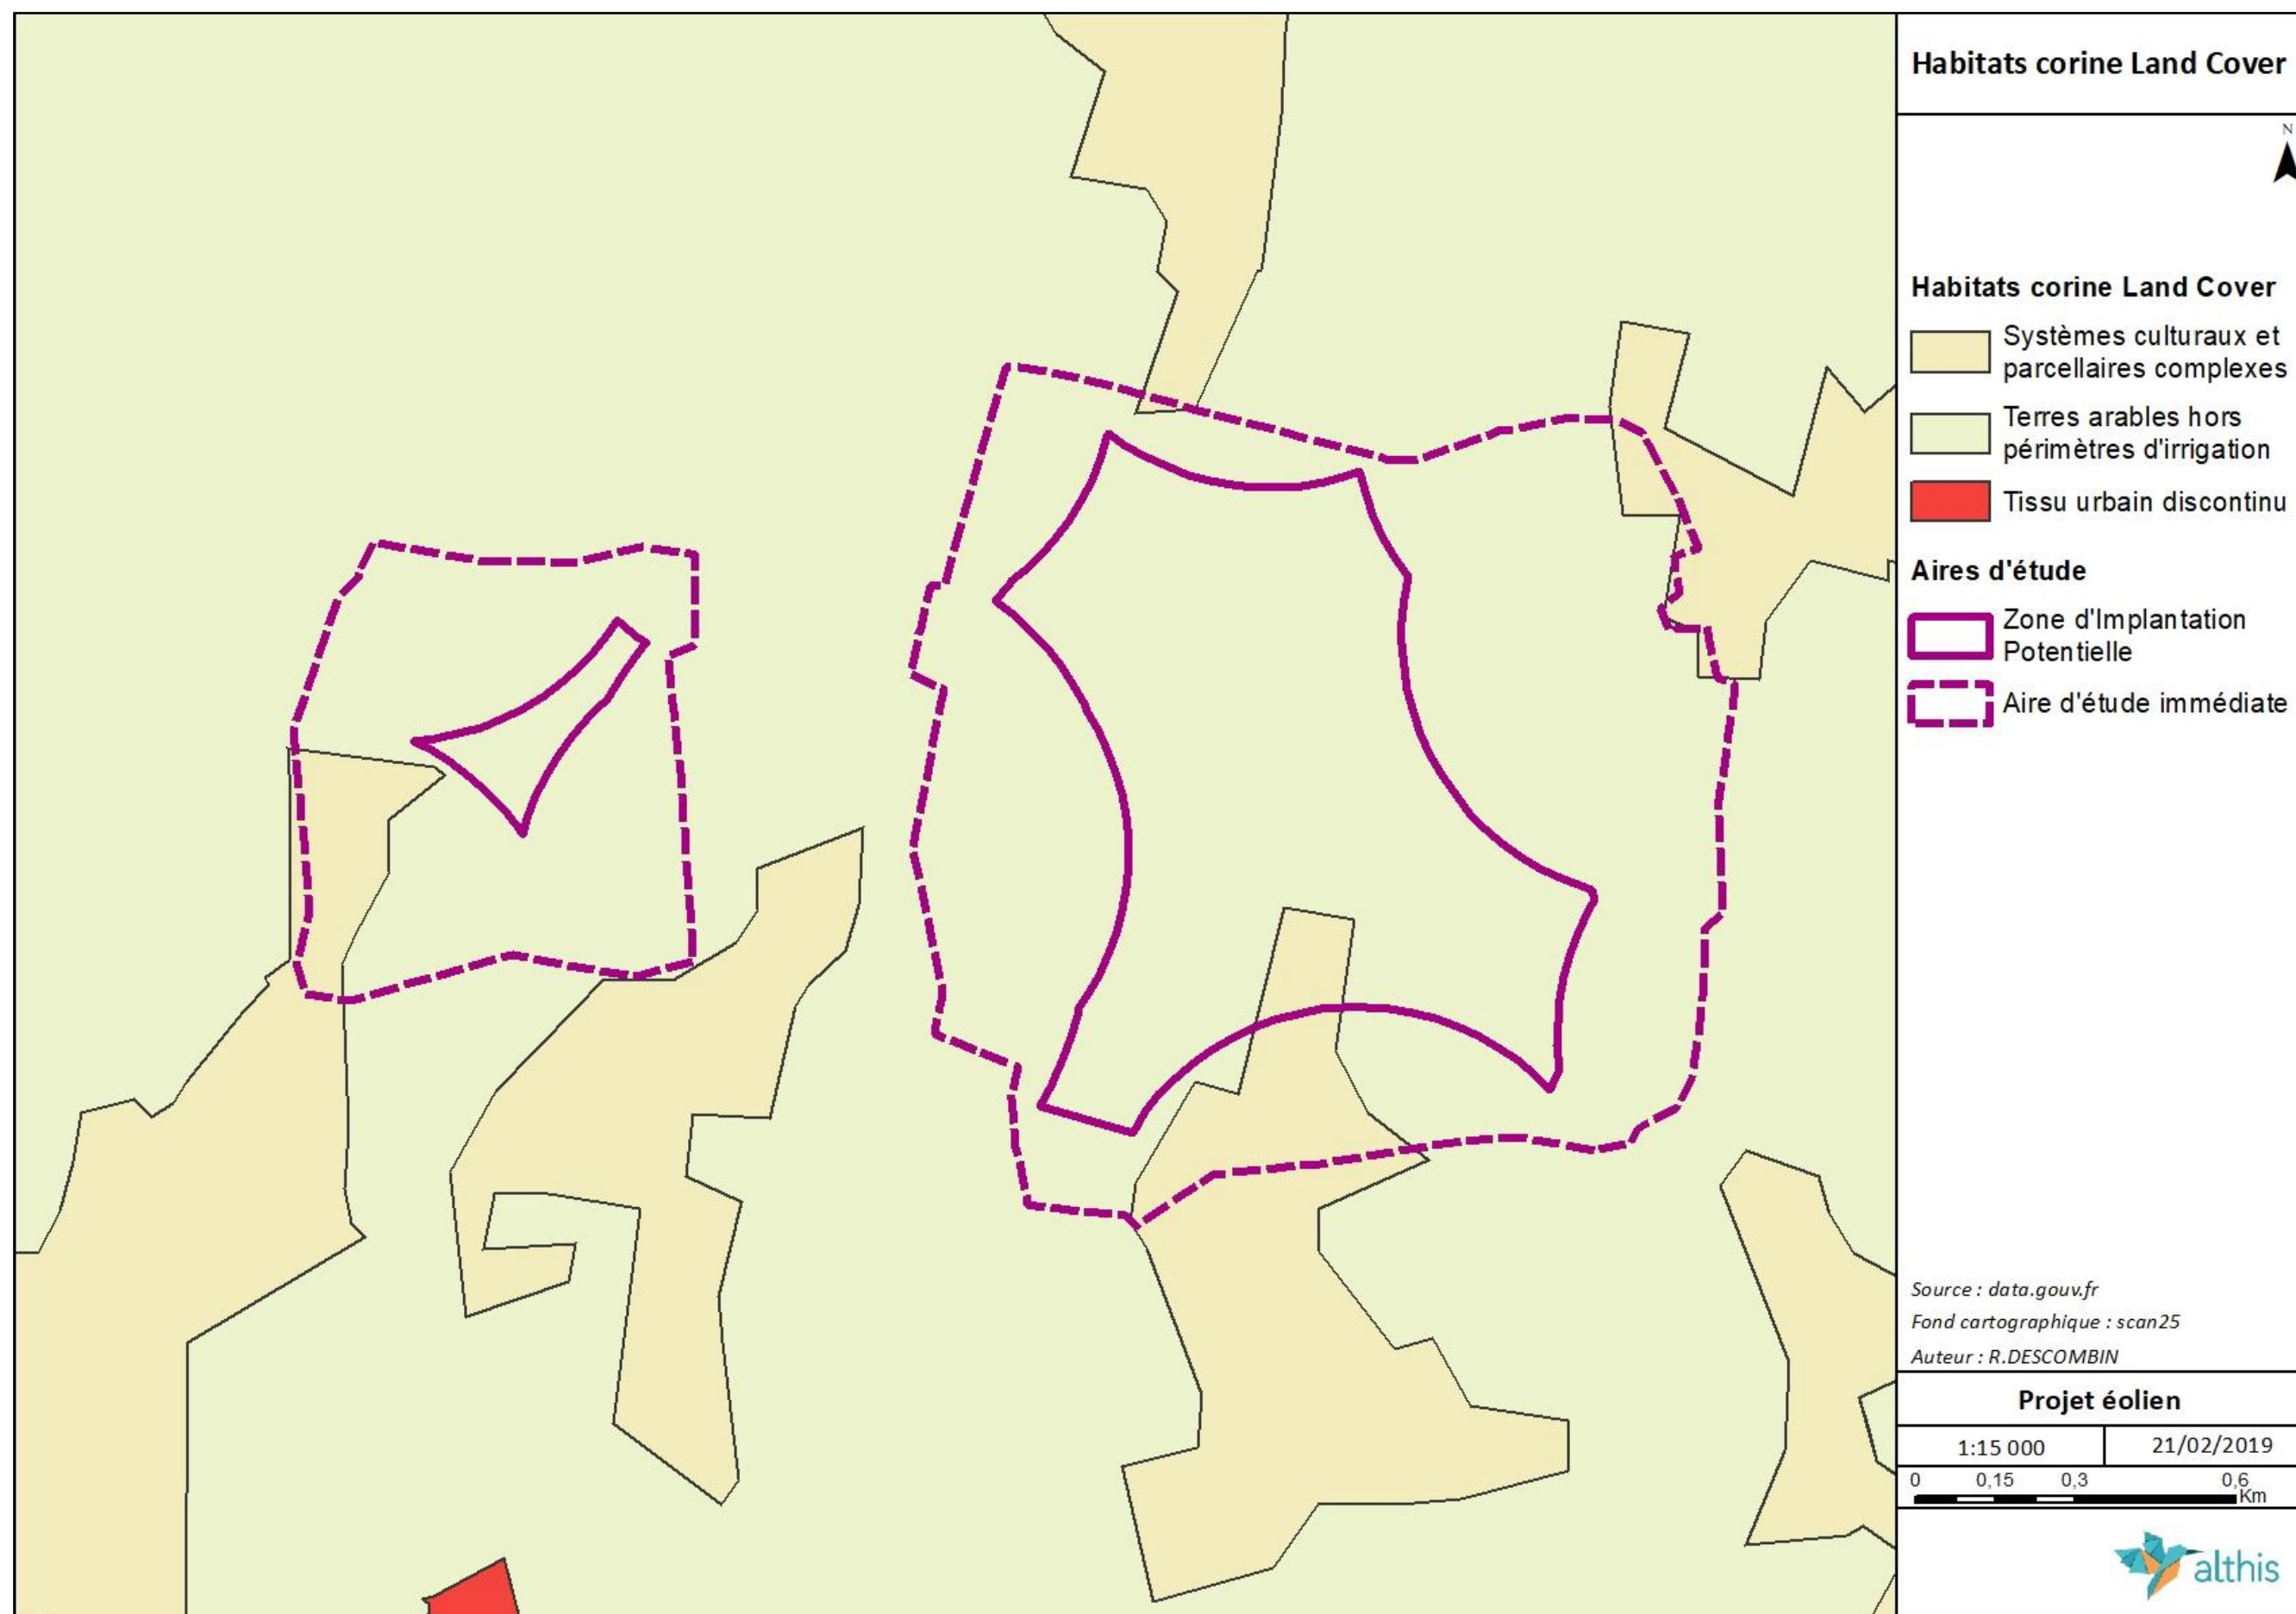 Habitats corine Land Cover
N
Habitats corine Land Cover
Systèmes culturaux et
parcellaires complexes
Terres arables hors
périmètres d'irrigation
Tissu urbain discontinu
Aires d'étude
Zone d'Implantation
Potentielle
Aire d'étude immédiate
Source : data.gouv.fr
Fond cartographique : scan25
Auteur : R.DESCOMBIN
Projet éolien
1:15 000 21/02/2019
0 0,15 0,3 0,6
Km
althis